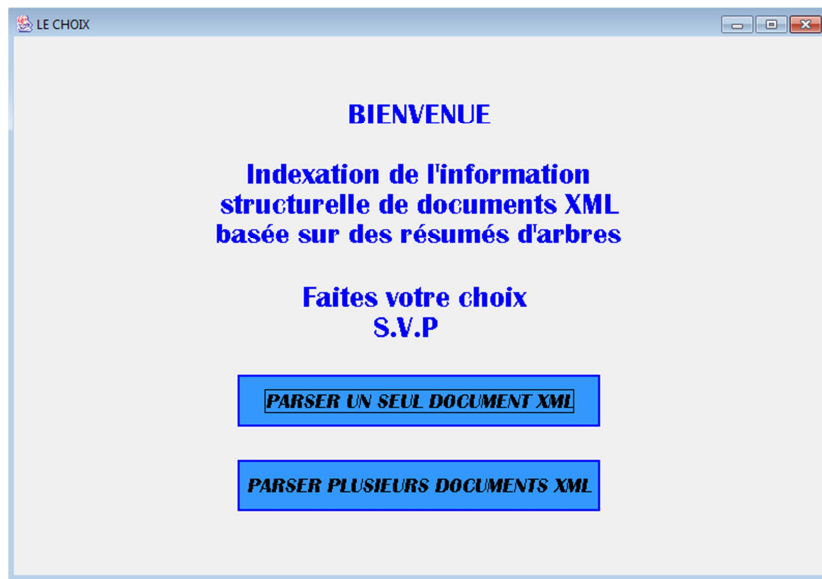 LE CHOIX
BIENVENUE
Indexation de l'information
structurelle de documents XML
basée sur des résumés d'arbres
Faites votre choix
S.V.P
PARSER UN SEUL DOCUMENT XML
PARSER PLUSIEURS DOCUMENTS XML